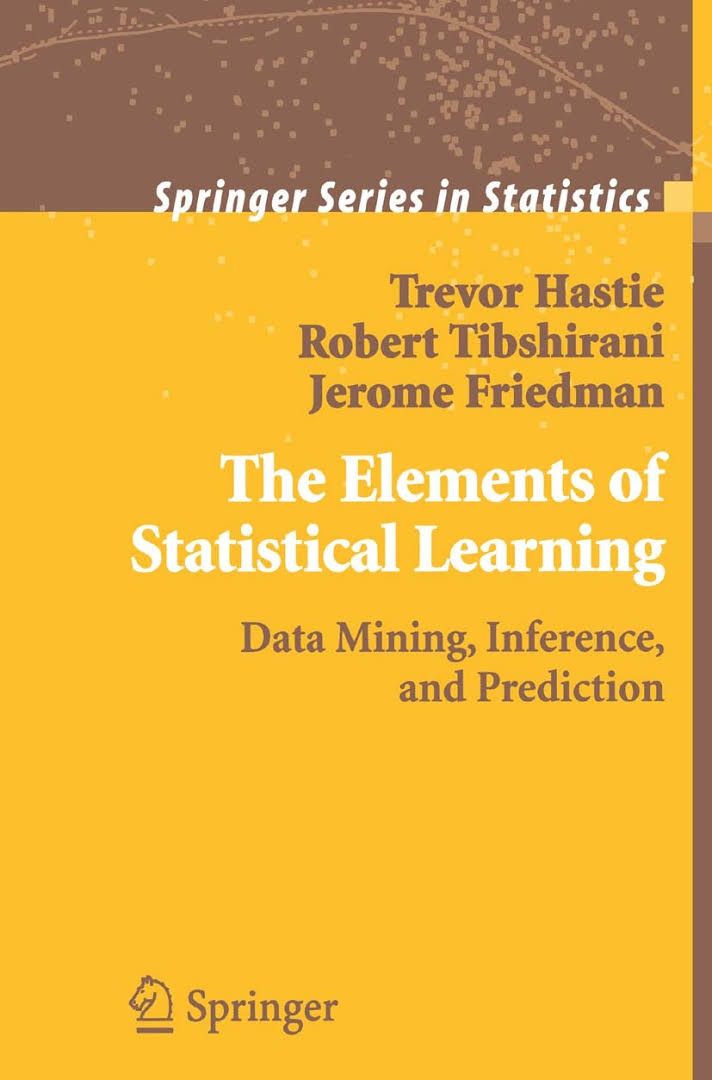 Springer Series in Statistics
Trevor Hastie
Robert Tibshirani
Jerome Friedman
The Elements of
Statistical Learning
Data Mining, Inference,
and Prediction
Springer